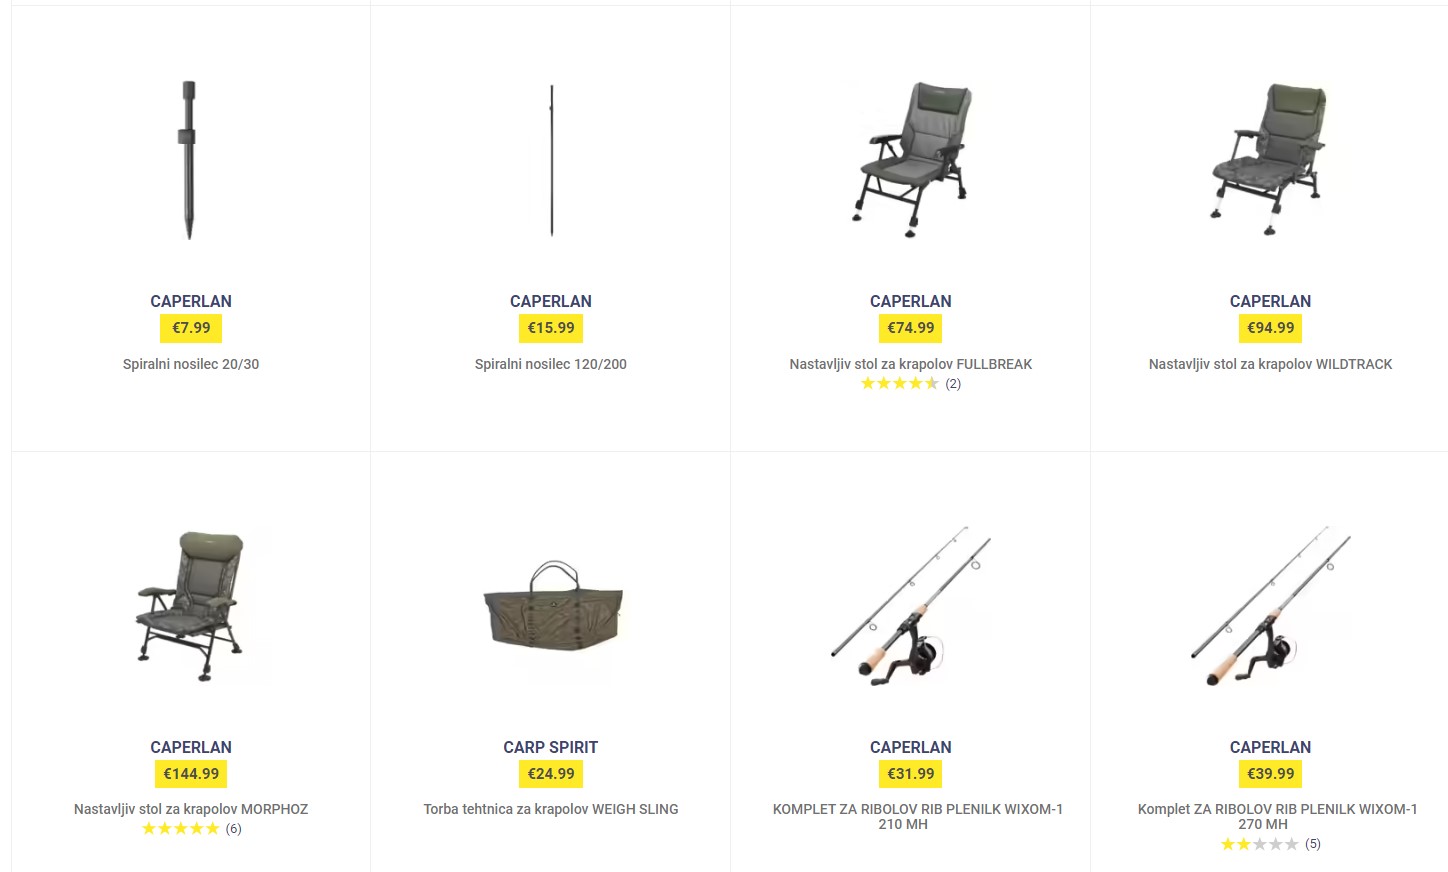 CAPERLAN
€7.99
Spiralni nosilec 20/30
CAPERLAN
€15.99
Spiralni nosilec 120/200
CAPERLAN
€74.99
Nastavljiv stol za krapolov FULLBREAK
(2)
CAPERLAN
€94.99
Nastavljiv stol za krapolov WILDTRACK
CAPERLAN
€144.99
Nastavljiv stol za krapolov MORPHOZ
(6)
CARP SPIRIT
€24.99
Torba tehtnica za krapolov WEIGH SLING
CAPERLAN
€31.99
KOMPLET ZA RIBOLOV RIB PLENILK WIXOM-1
210 MH
CAPERLAN
€39.99
Komplet ZA RIBOLOV RIB PLENILK WIXOM-1
270 MH
(5)